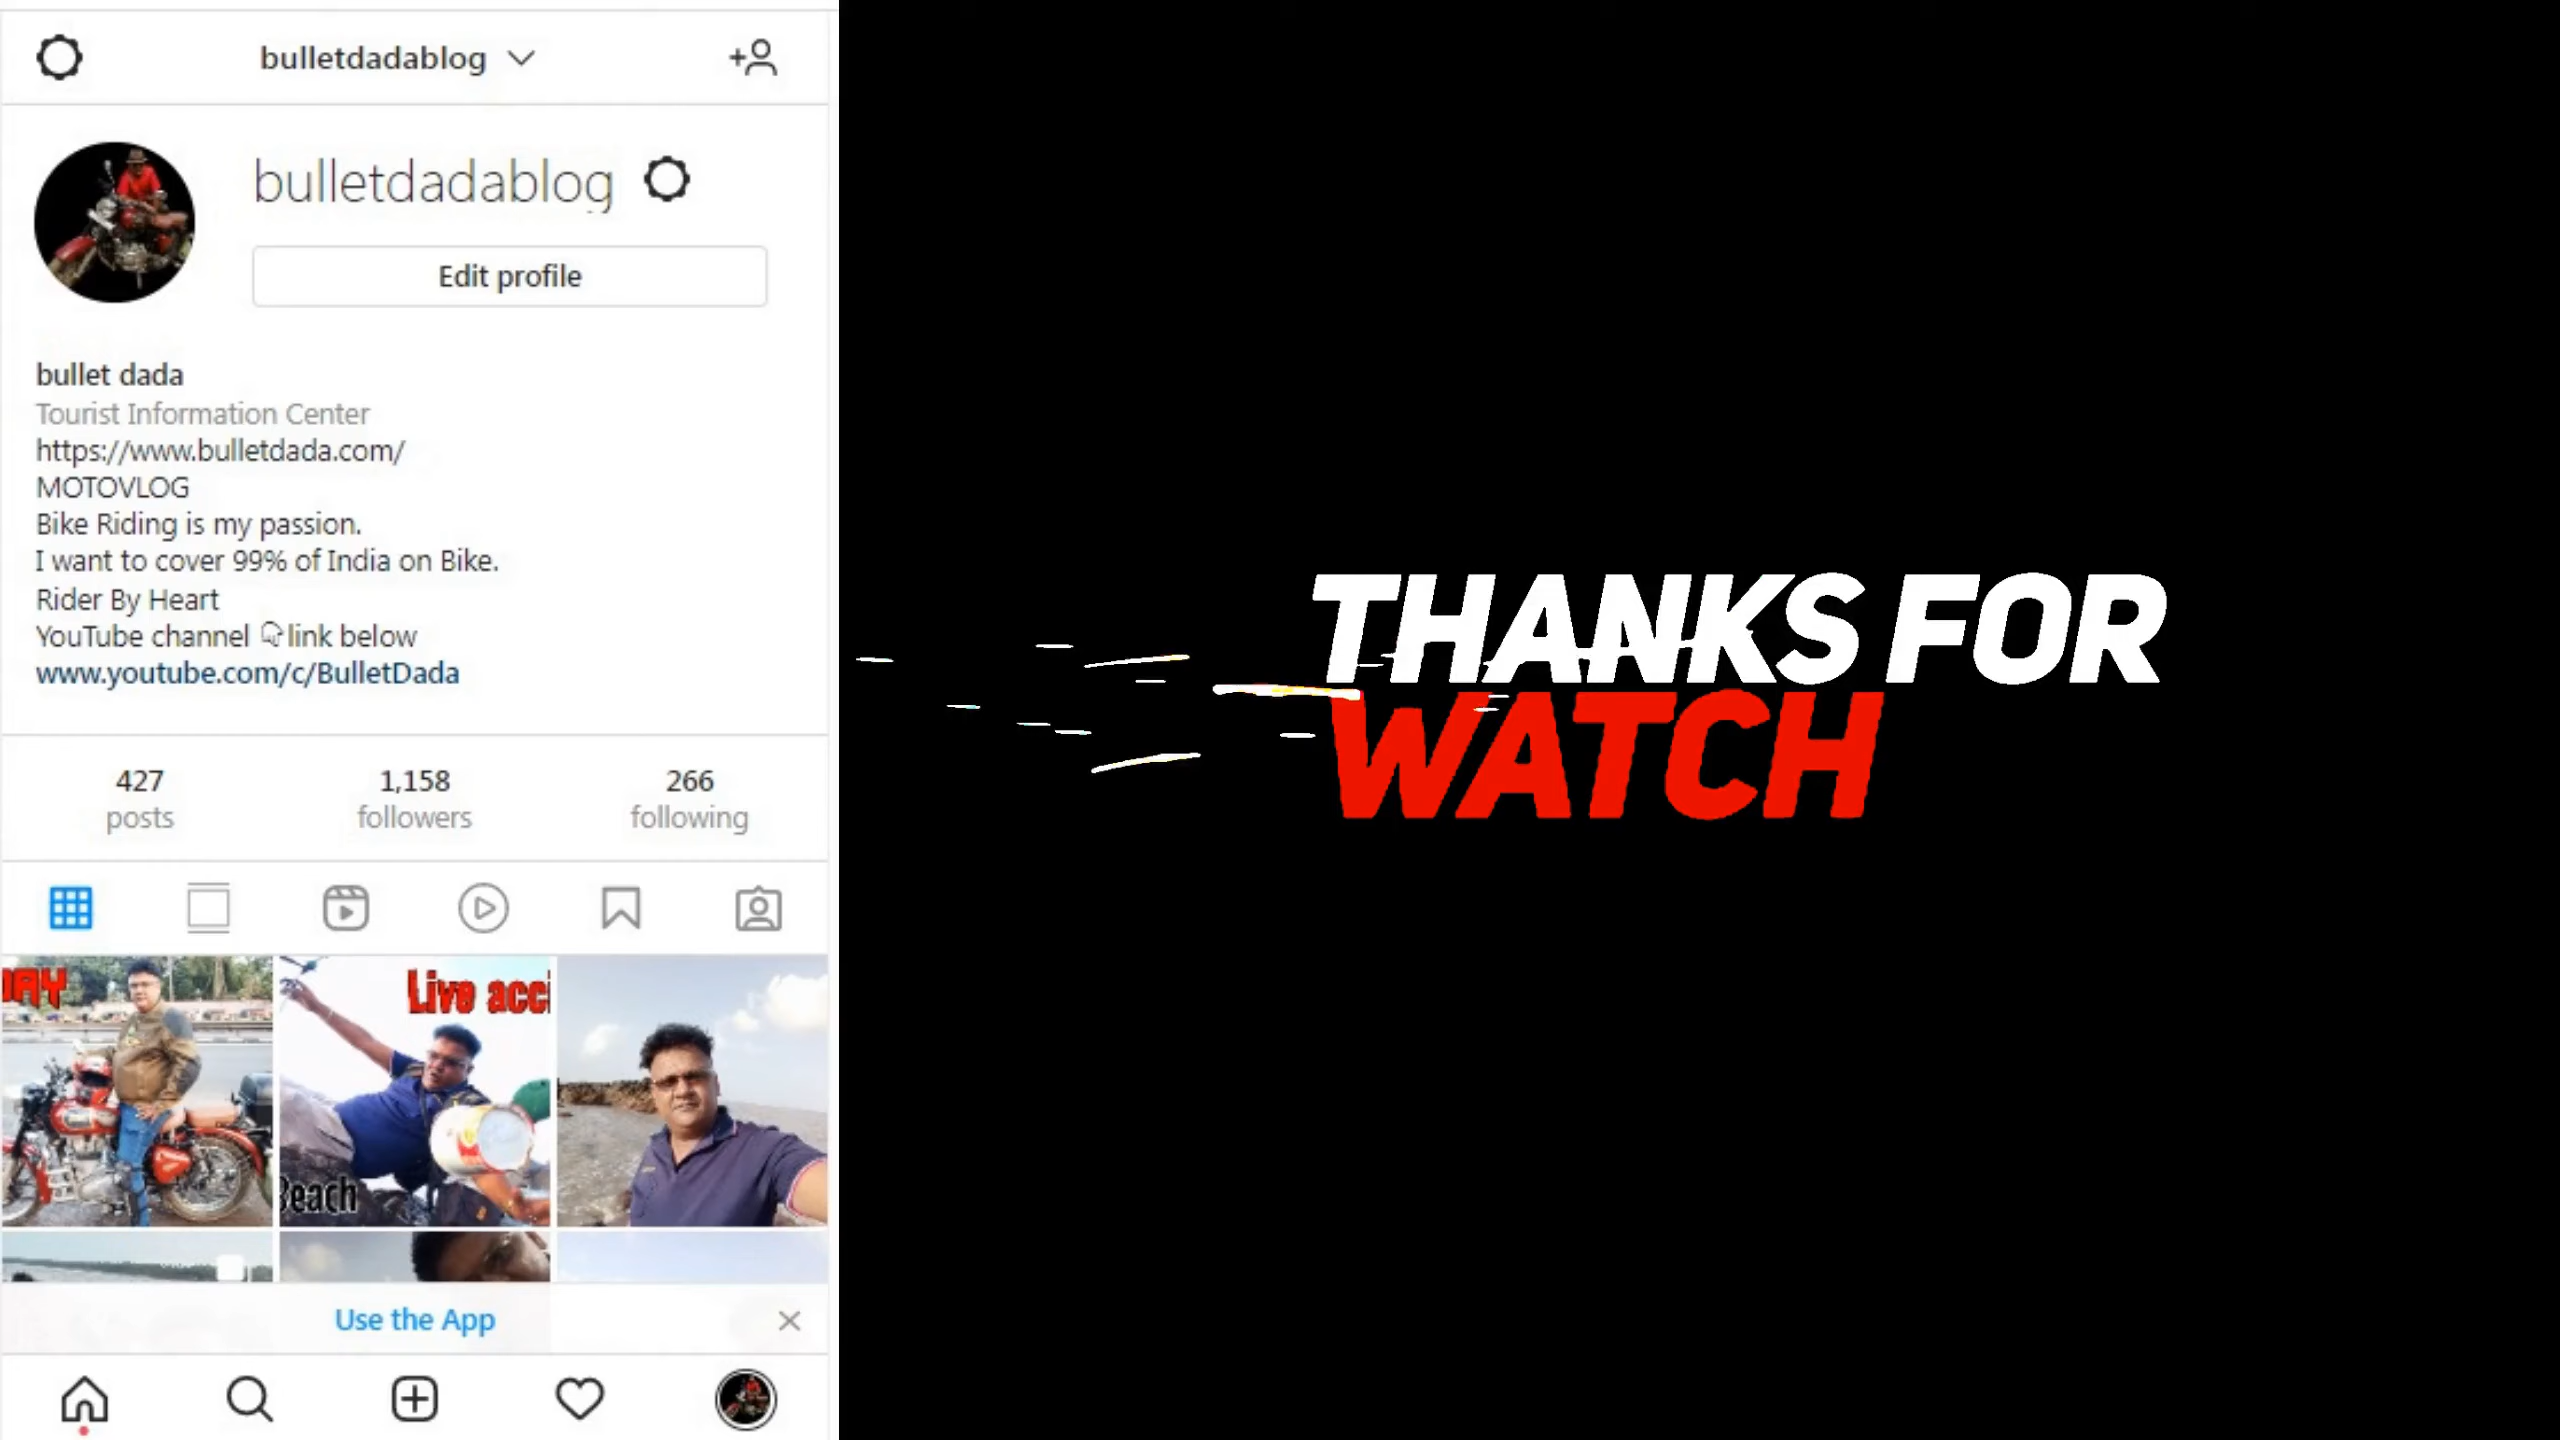 bulletdadablog
bulletdadablog
Edit profile
bullet dada
Tourist Information Center
https://www.bulletdada.com/
MOTOVLOG
Bike Riding is my passion.
I want to cover 99% of India on Bike.
Rider By Heart
YouTube channel 👇link below
www.youtube.com/c/BulletDada
427 1,158 266
posts followers following
DAY
Live acci
Beach
Use the App
THANKS FOR
WATCH